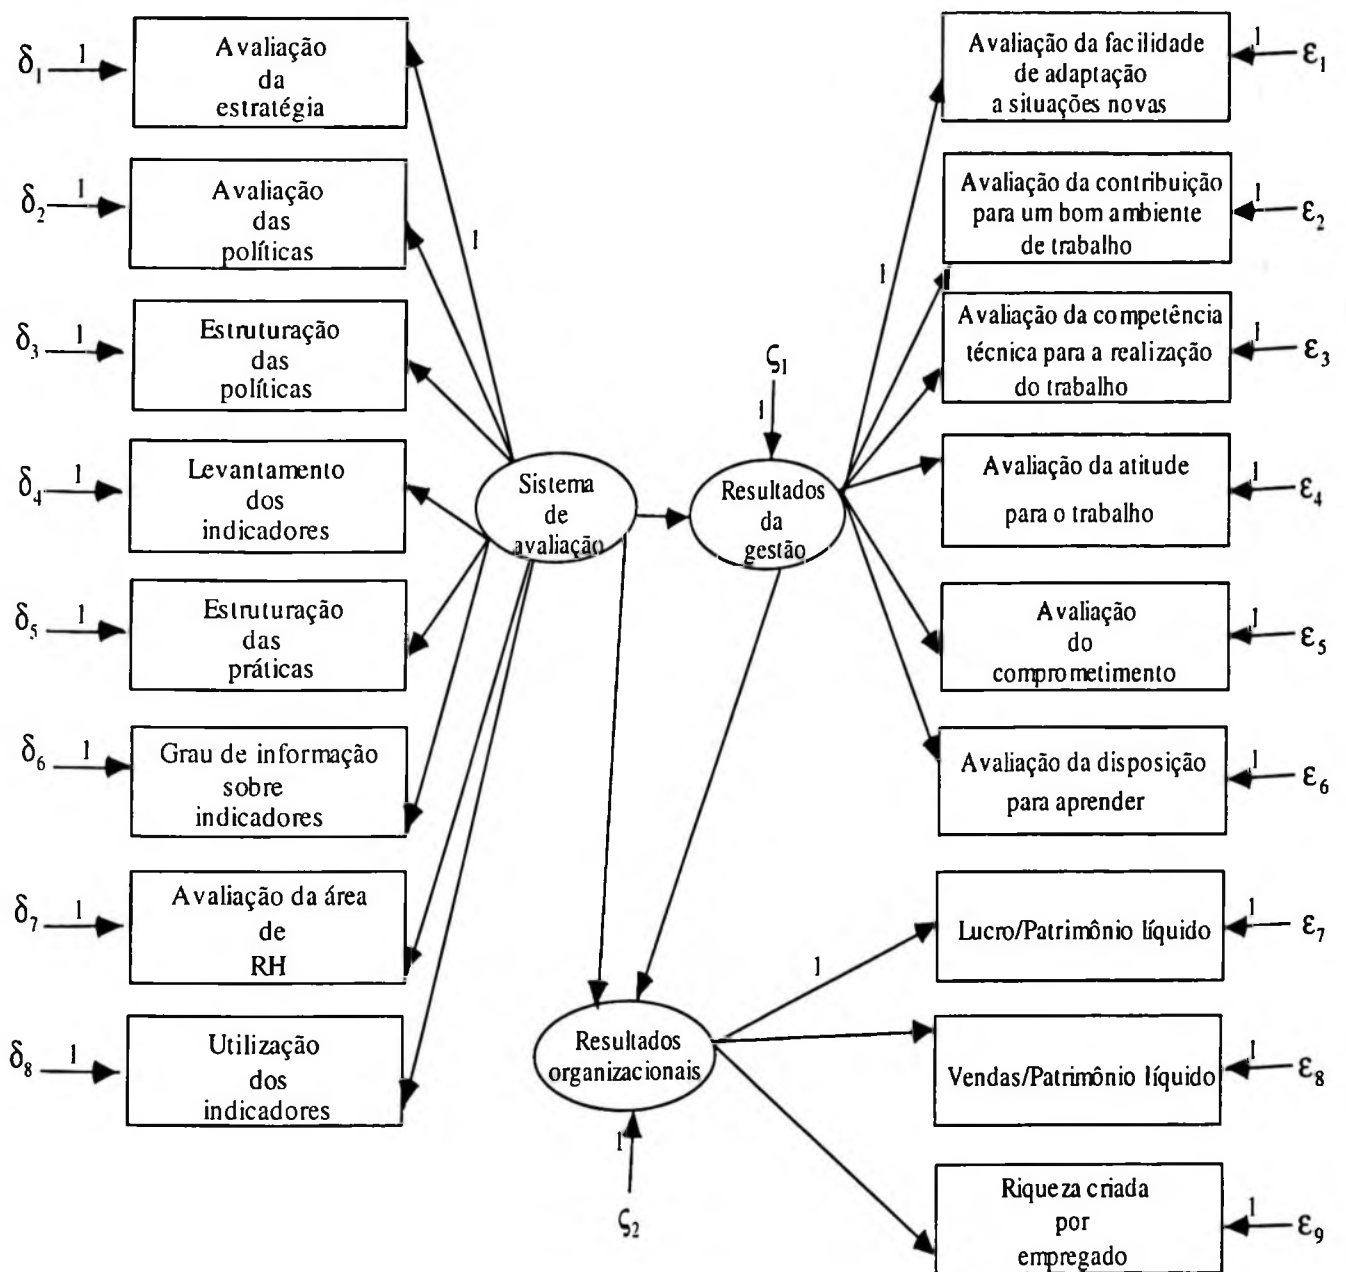 δ₁ 1
Avaliação
da
estratégia
δ₂ 1
Avaliação
das
políticas
δ₃ 1
Estruturação
das
políticas
δ₄ 1
Levantamento
dos
indicadores
δ₅ 1
Estruturação
das
práticas
δ₆ 1
Grau de informação
sobre
indicadores
δ₇ 1
Avaliação da área
de
RH
δ₈ 1
Utilização
dos
indicadores
1
Sistema
de
avaliação
ς₁
1
Resultados
da
gestão
1
Resultados
organizacionais
1
ς₂
1
Avaliação da facilidade
de adaptação
a situações novas
1 ε₁
Avaliação da contribuição
para um bom ambiente
de trabalho
1 ε₂
Avaliação da competência
técnica para a realização
do trabalho
1 ε₃
Avaliação da atitude
para o trabalho
1 ε₄
Avaliação
do
comprometimento
1 ε₅
Avaliação da disposição
para aprender
1 ε₆
Lucro/Patrimônio líquido
1 ε₇
Vendas/Patrimônio líquido
1 ε₈
Riqueza criada
por
empregado
1 ε₉